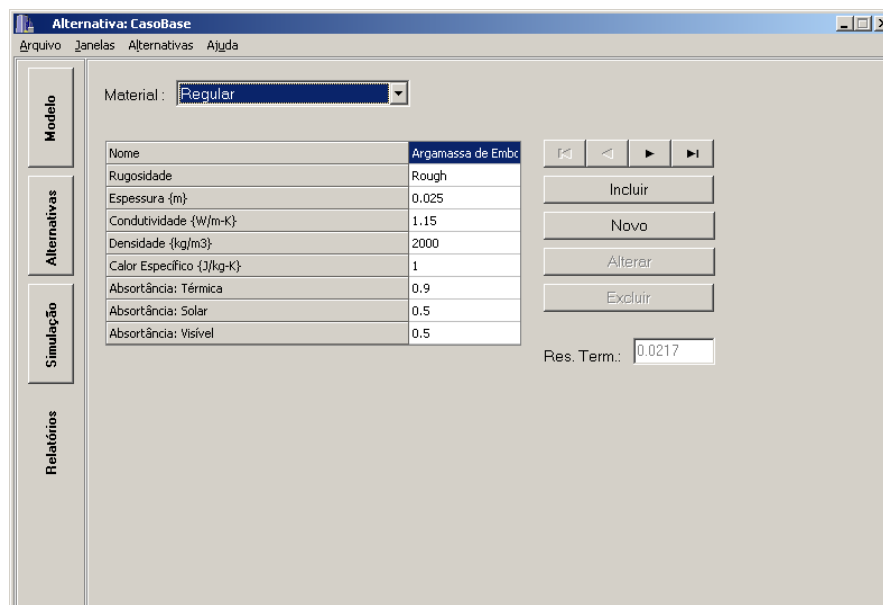 Alternativa: CasoBase
Arquivo Janelas Alternativas Ajuda
Modelo
Alternativas
Simulação
Relatórios
Material : Regular
Nome Argamassa de Embo
Rugosidade Rough
Espessura {m} 0.025
Condutividade {W/m-K} 1.15
Densidade {kg/m3} 2000
Calor Específico {J/kg-K} 1
Absortância: Térmica 0.9
Absortância: Solar 0.5
Absortância: Visível 0.5
Incluir
Novo
Alterar
Excluir
Res. Term.: 0.0217